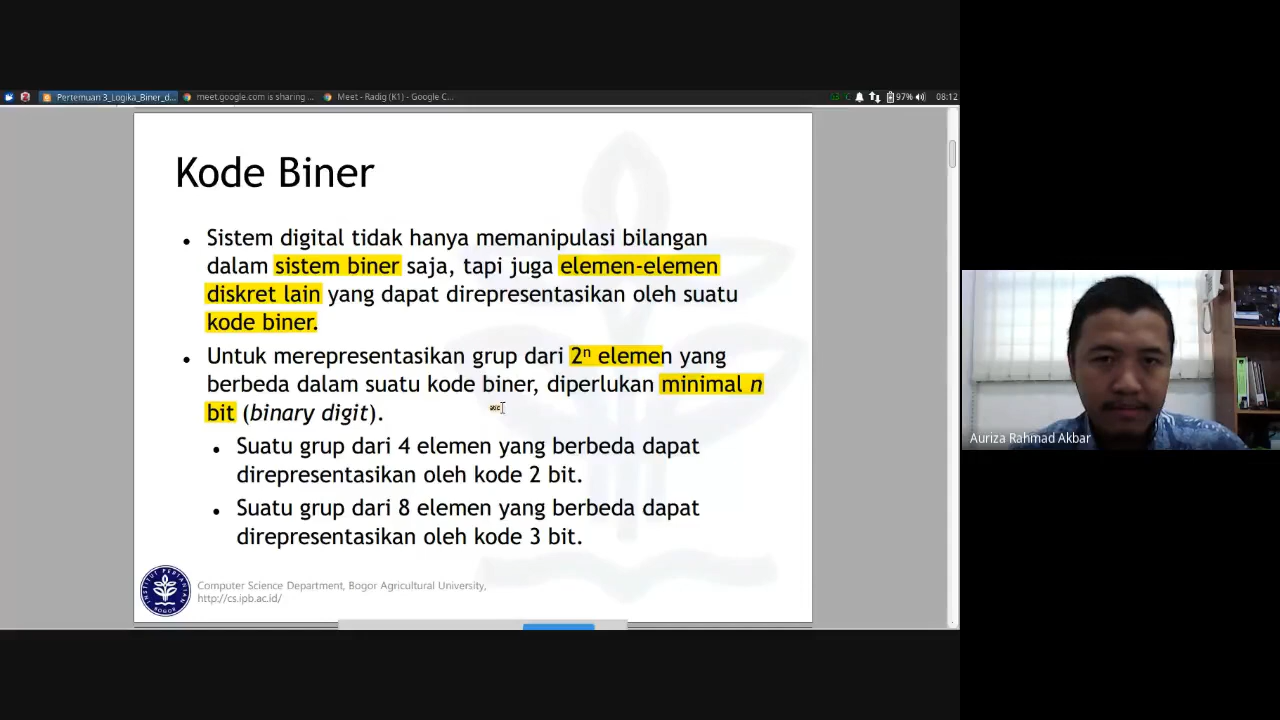 Pertemuan 3_Logika_Biner_d...
meet.google.com is sharing ...
Meet - Radig (K1) - Google C...
97%
08:12
Kode Biner
• Sistem digital tidak hanya memanipulasi bilangan
dalam sistem biner saja, tapi juga elemen-elemen
diskret lain yang dapat direpresentasikan oleh suatu
kode biner.
• Untuk merepresentasikan grup dari 2ⁿ elemen yang
berbeda dalam suatu kode biner, diperlukan minimal n
bit (binary digit).
• Suatu grup dari 4 elemen yang berbeda dapat
direpresentasikan oleh kode 2 bit.
• Suatu grup dari 8 elemen yang berbeda dapat
direpresentasikan oleh kode 3 bit.
INSTITUT PERTANIAN
BOGOR
Computer Science Department, Bogor Agricultural University,
http://cs.ipb.ac.id/
Auriza Rahmad Akbar